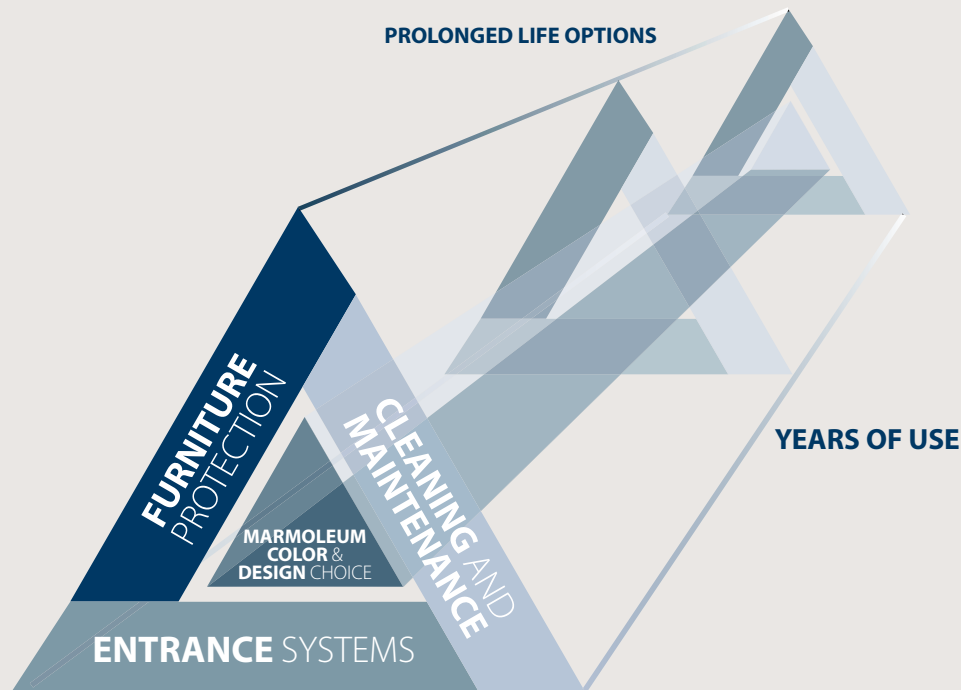 PROLONGED LIFE OPTIONS
YEARS OF USE
FURNITURE
PROTECTION
CLEANING AND
MAINTENANCE
MARMOLEUM
COLOR &
DESIGN CHOICE
ENTRANCE SYSTEMS